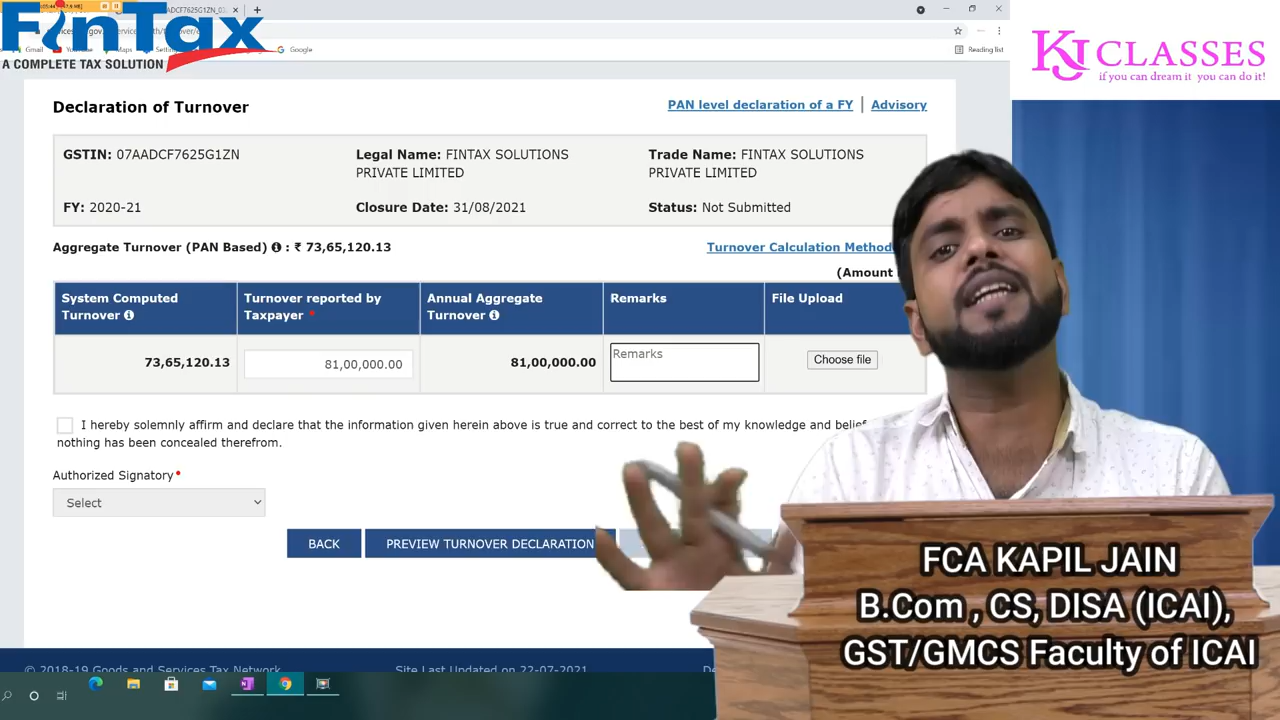 FinTax
A COMPLETE TAX SOLUTION
KJ CLASSES
if you can dream it you can do it!
Gmail
Maps
Google
Reading list
Declaration of Turnover
PAN level declaration of a FY | Advisory
GSTIN: 07AADCF7625G1ZN
Legal Name: FINTAX SOLUTIONS
PRIVATE LIMITED
Trade Name: FINTAX SOLUTIONS
PRIVATE LIMITED
FY: 2020-21
Closure Date: 31/08/2021
Status: Not Submitted
Aggregate Turnover (PAN Based) : ₹ 73,65,120.13
Turnover Calculation Method
(Amount
System Computed
Turnover
Turnover reported by
Taxpayer *
Annual Aggregate
Turnover
Remarks
File Upload
73,65,120.13
81,00,000.00
81,00,000.00
Remarks
Choose file
I hereby solemnly affirm and declare that the information given herein above is true and correct to the best of my knowledge and belief
nothing has been concealed therefrom.
Authorized Signatory•
Select
BACK
PREVIEW TURNOVER DECLARATION
© 2018-19 Goods and Services Tax Network
Site Last Updated on 22-07-2021
FCA KAPIL JAIN
B.Com , CS, DISA (ICAI),
GST/GMCS Faculty of ICAI